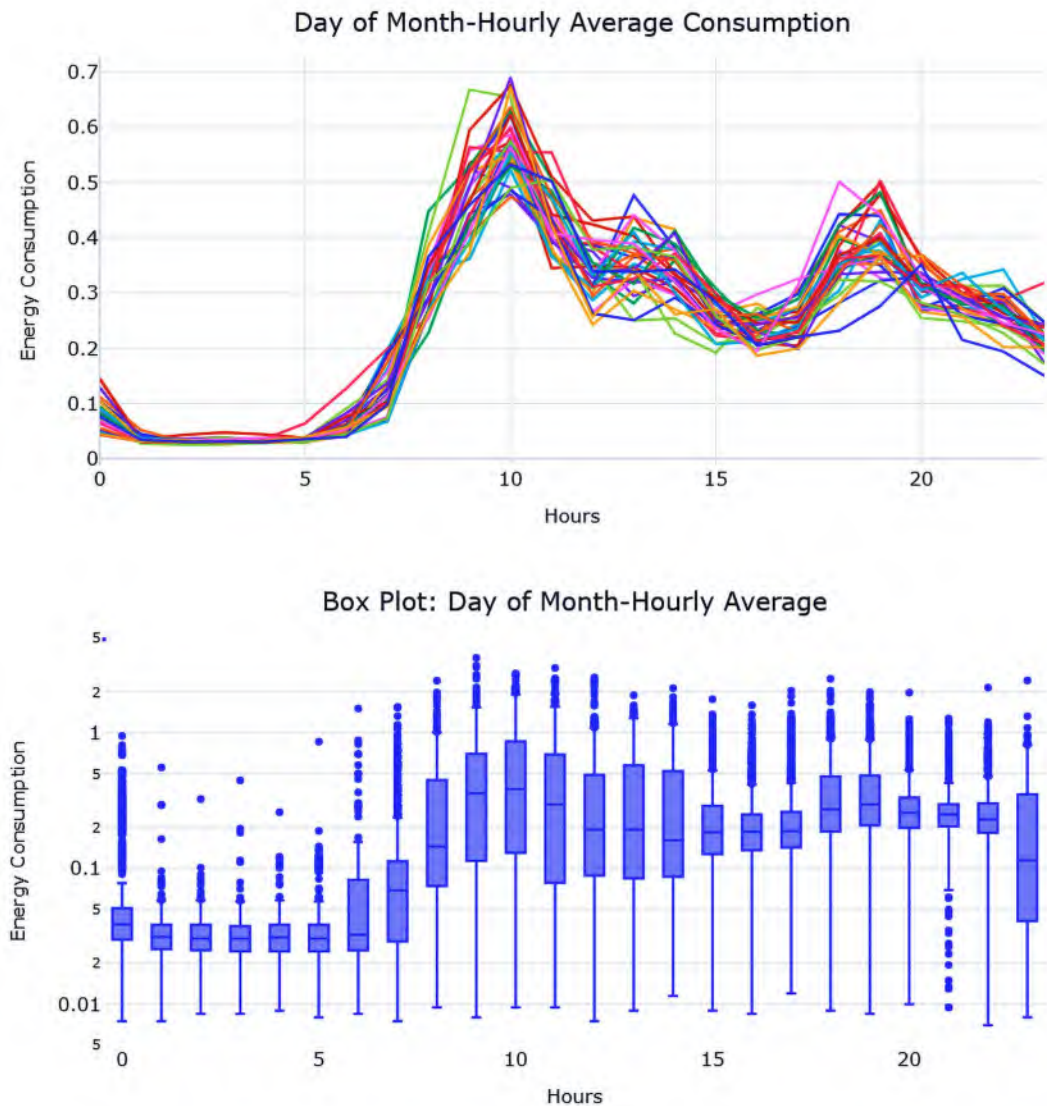 Day of Month-Hourly Average Consumption
0.7
0.6
0.5
0.4
0.3
0.2
0.1
0
Energy Consumption
0 5 10 15 20
Hours
Box Plot: Day of Month-Hourly Average
5
2
1
5
2
0.1
5
2
0.01
5
Energy Consumption
0 5 10 15 20
Hours